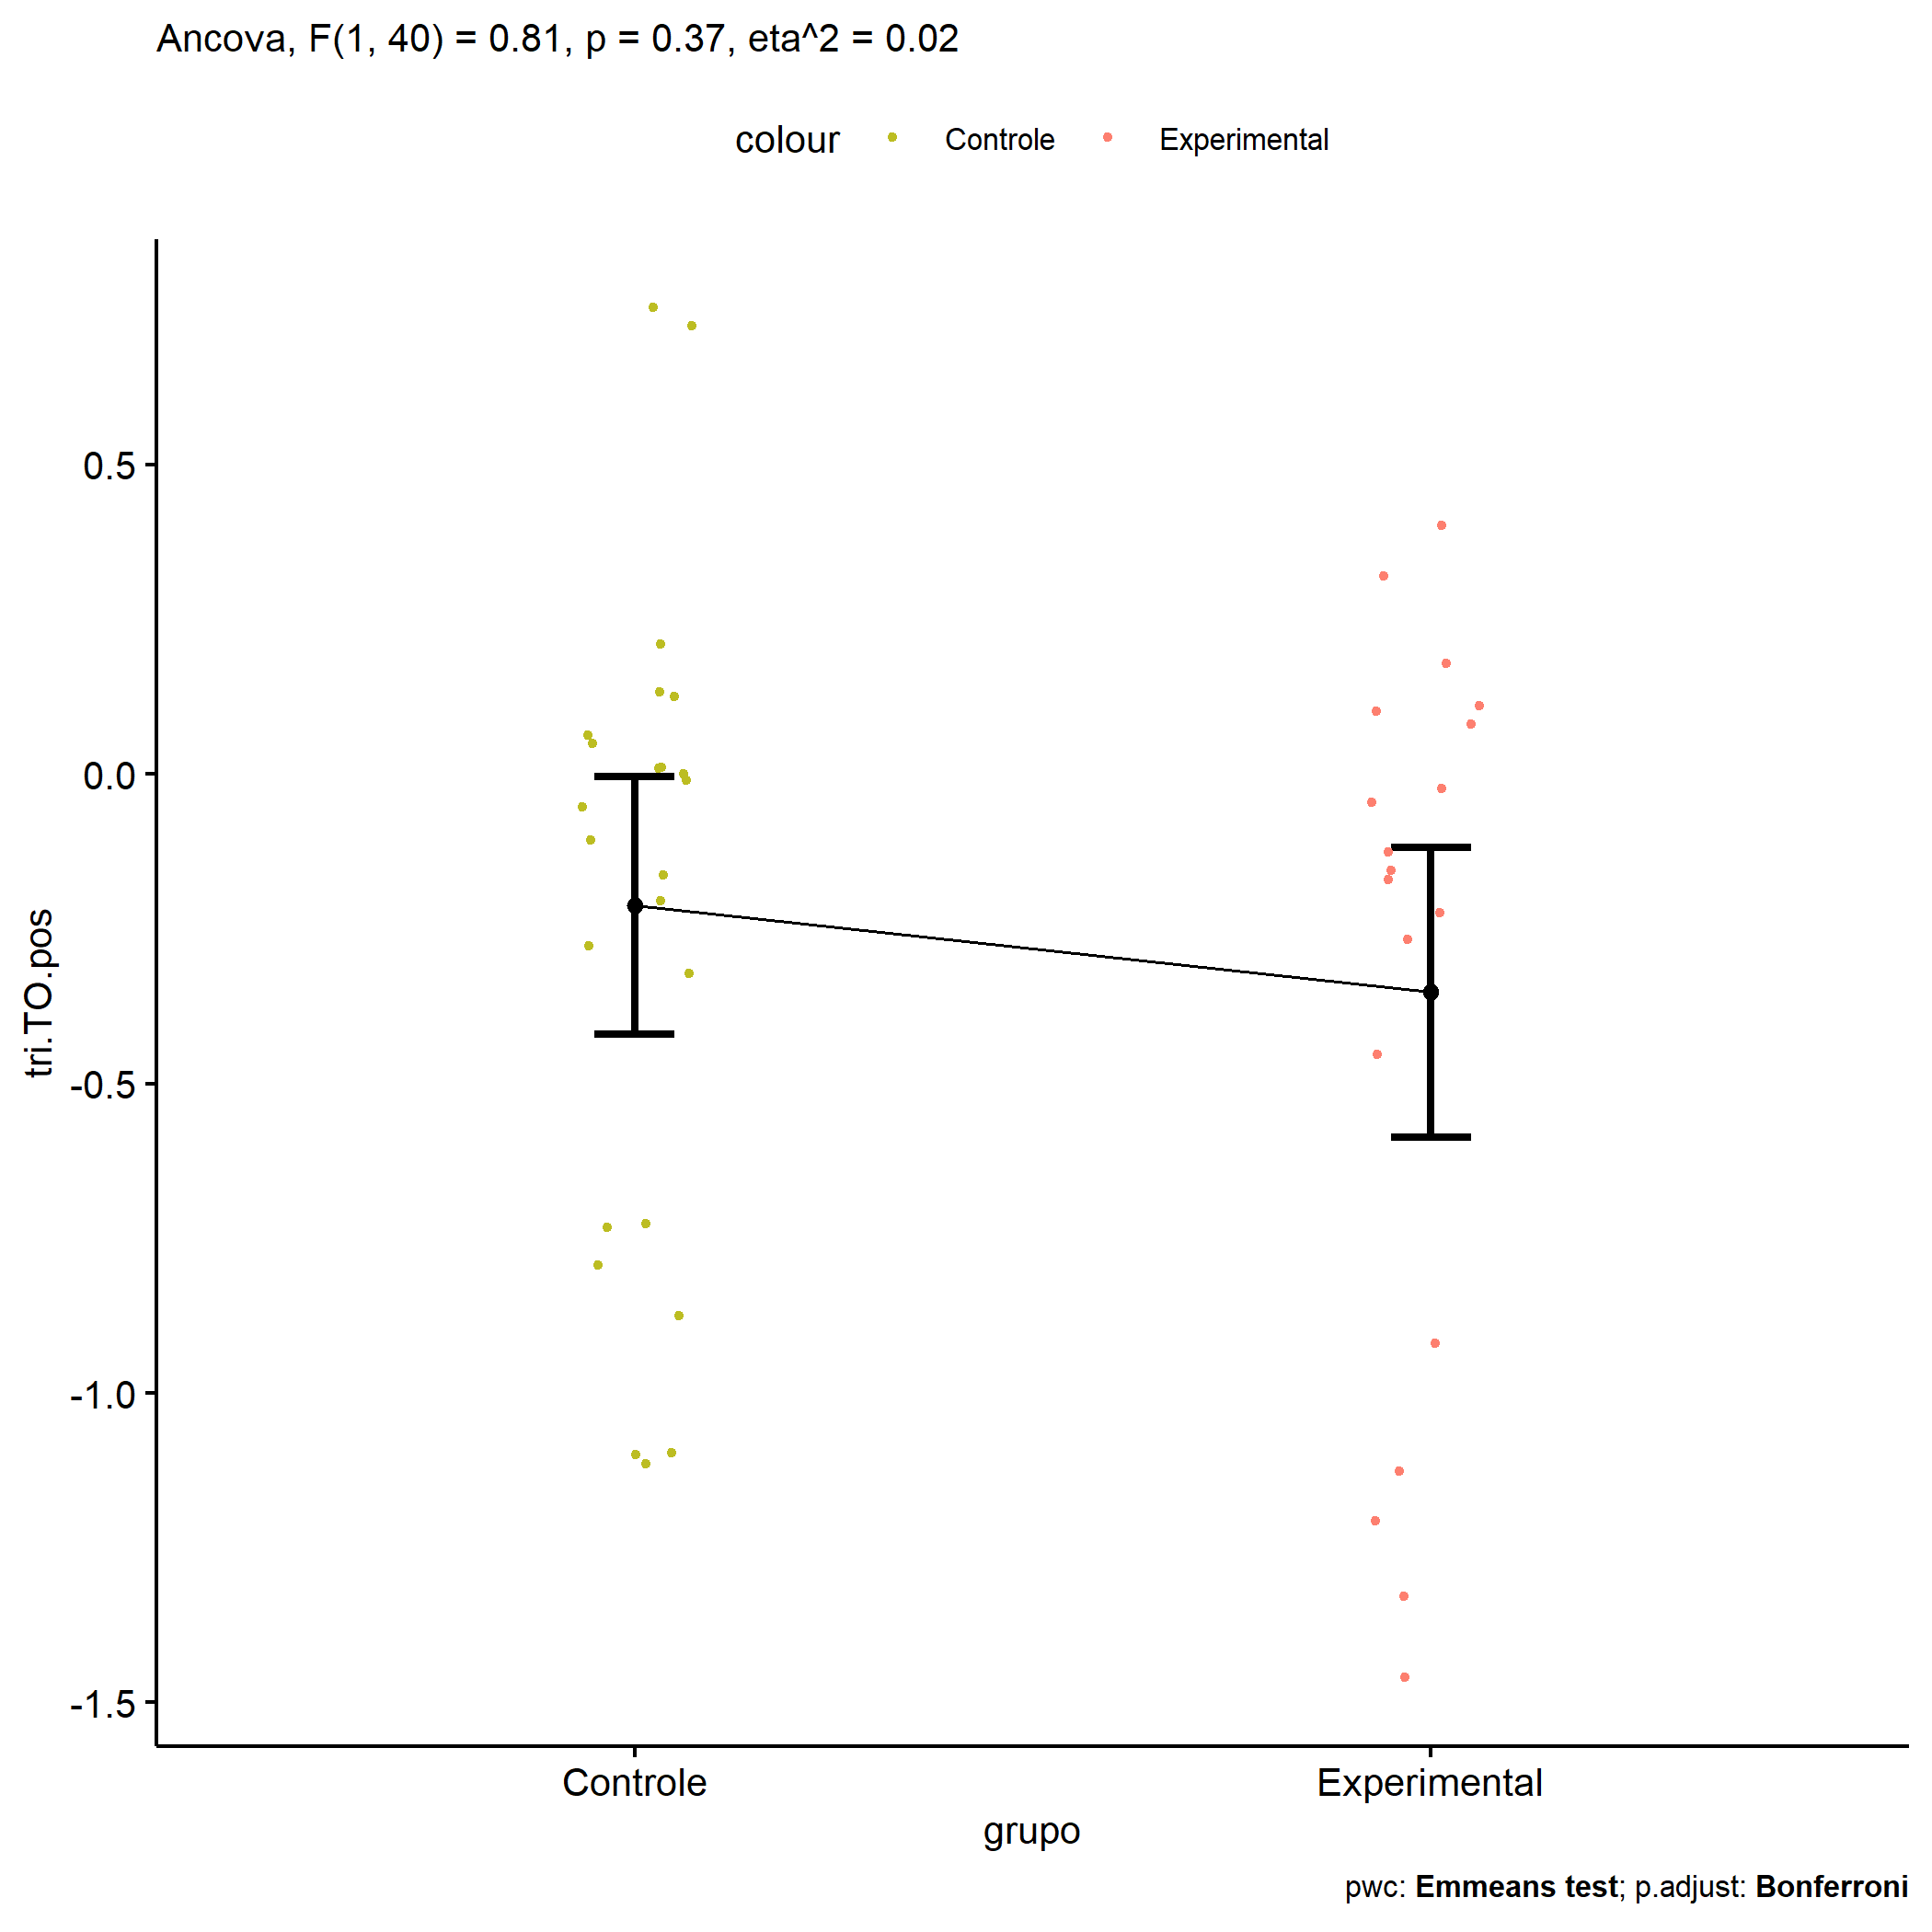 Ancova, F(1, 40) = 0.81, p = 0.37, eta^2 = 0.02
colour Controle Experimental
tri.TO.pos
0.5
0.0
-0.5
-1.0
-1.5
Controle Experimental
grupo
pwc: Emmeans test; p.adjust: Bonferroni